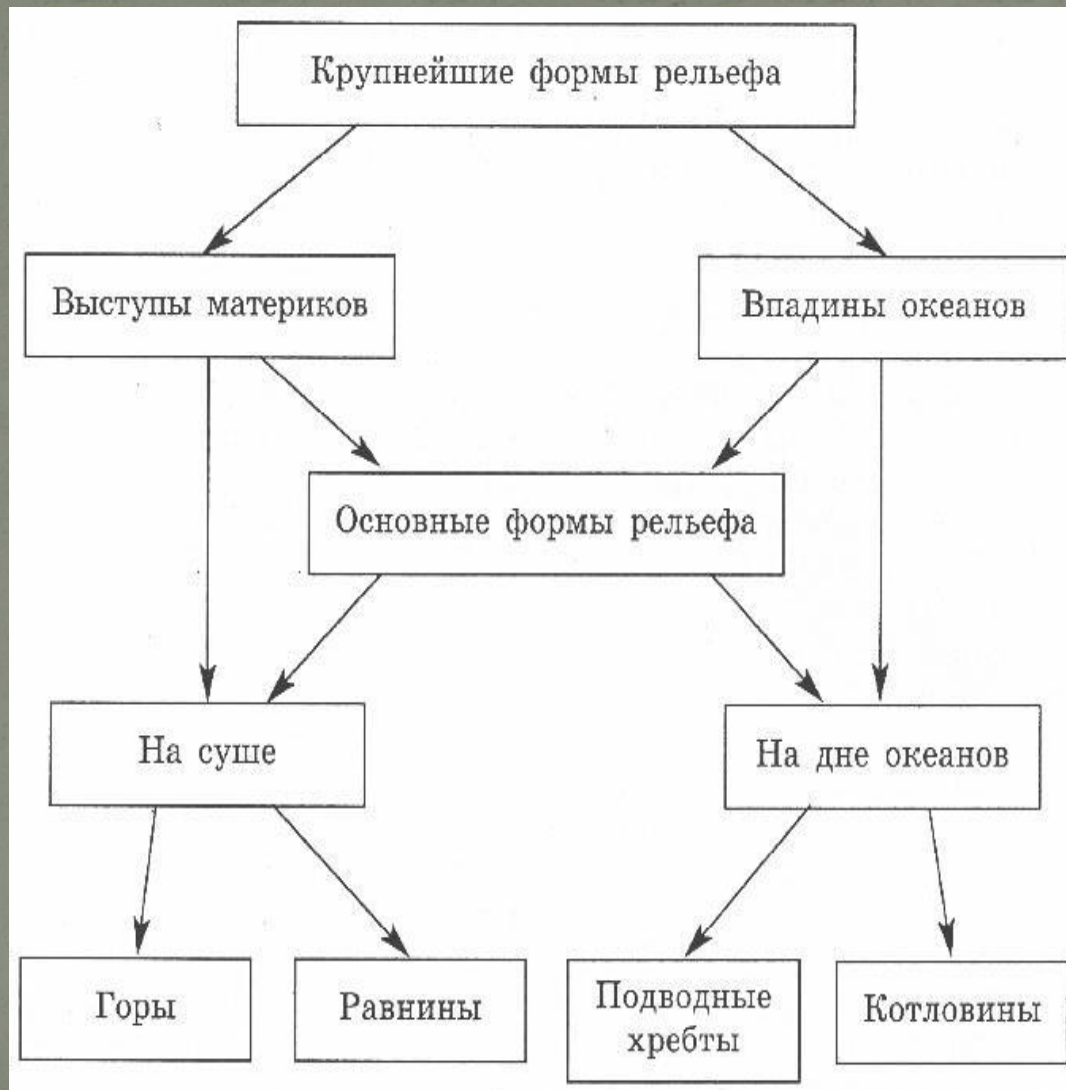 Крупнейшие формы рельефа
Выступы материков
Впадины океанов
Основные формы рельефа
На суше
На дне океанов
Горы
Равнины
Подводные
хребты
Котловины